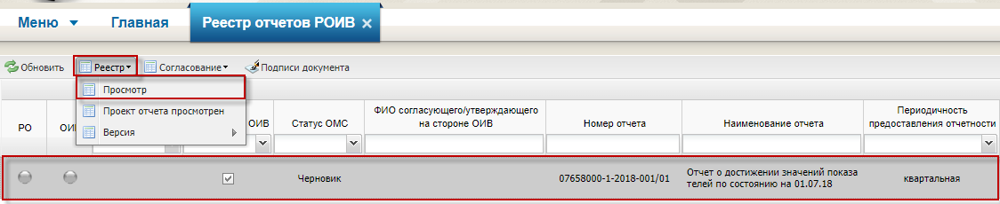 Меню Главная Реестр отчетов РОИВ
Обновить Реестр Согласование Подписи документа
Просмотр
Проект отчета просмотрен
Версия
РО
ОИВ
Статус ОМС
ФИО согласующего/утверждающего
на стороне ОИВ
Номер отчета
Наименование отчета
Периодичность
предоставления отчетности
Черновик
07658000-1-2018-001/01
Отчет о достижении значений показа
телей по состоянию на 01.07.18
квартальная